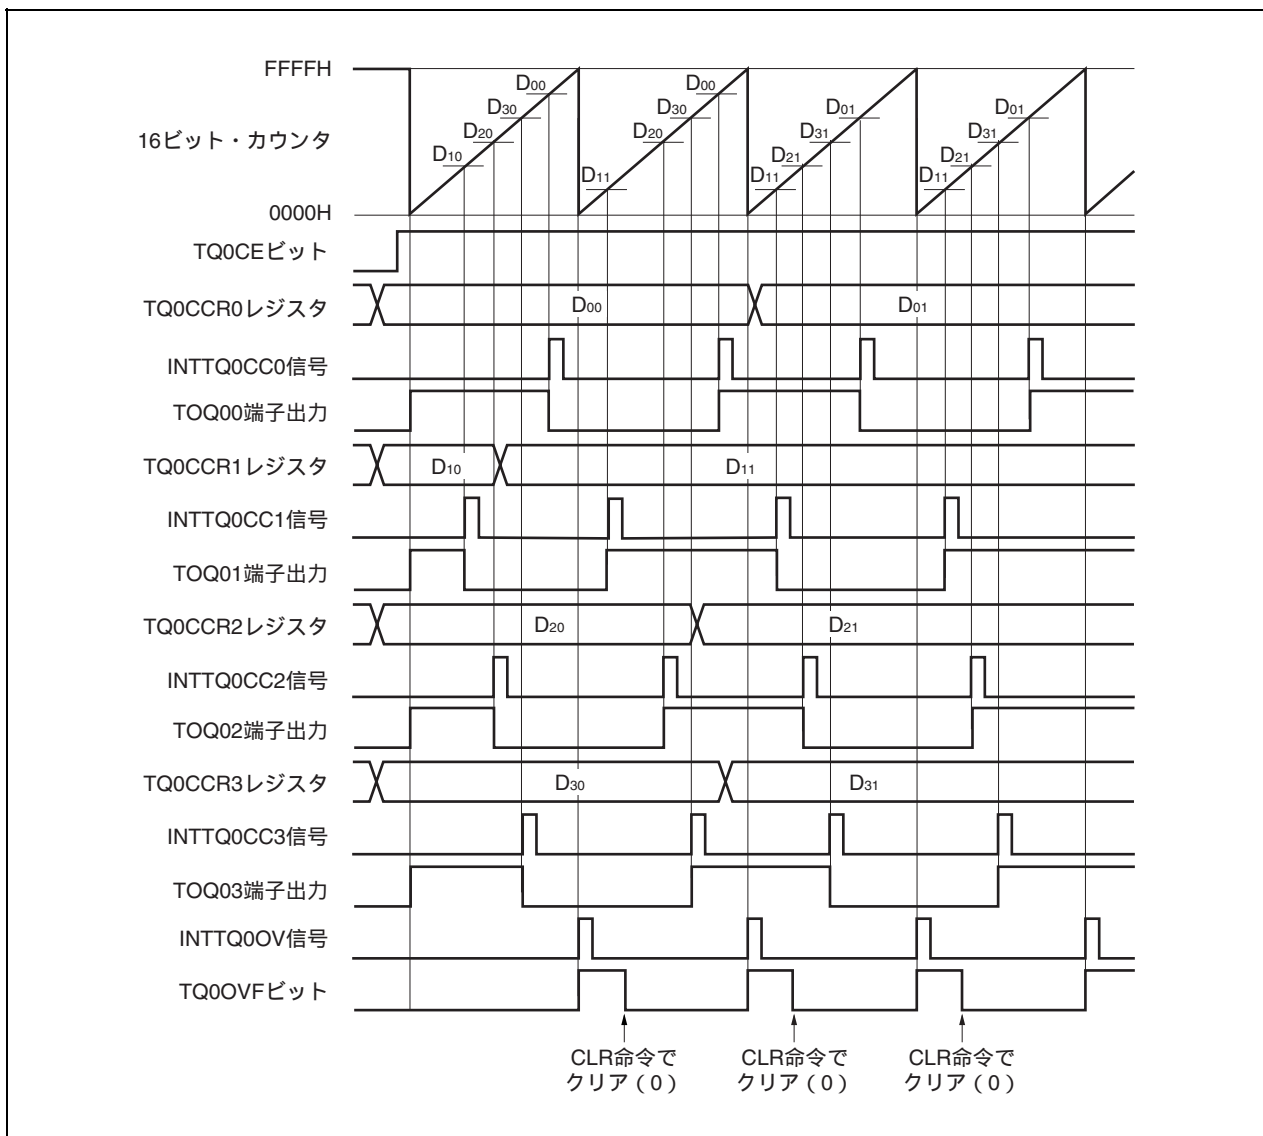 FFFFH
D00 D00
D30 D30 D01 D01
16ビット・カウンタ D20 D20 D31 D31
D10 D21 D21
D11 D11 D11
0000H
TQ0CEビット
TQ0CCR0レジスタ D00 D01
INTTQ0CC0信号
TOQ00端子出力
TQ0CCR1レジスタ D10 D11
INTTQ0CC1信号
TOQ01端子出力
TQ0CCR2レジスタ D20 D21
INTTQ0CC2信号
TOQ02端子出力
TQ0CCR3レジスタ D30 D31
INTTQ0CC3信号
TOQ03端子出力
INTTQ0OV信号
TQ0OVFビット
CLR命令で CLR命令で CLR命令で
クリア(0) クリア(0) クリア(0)